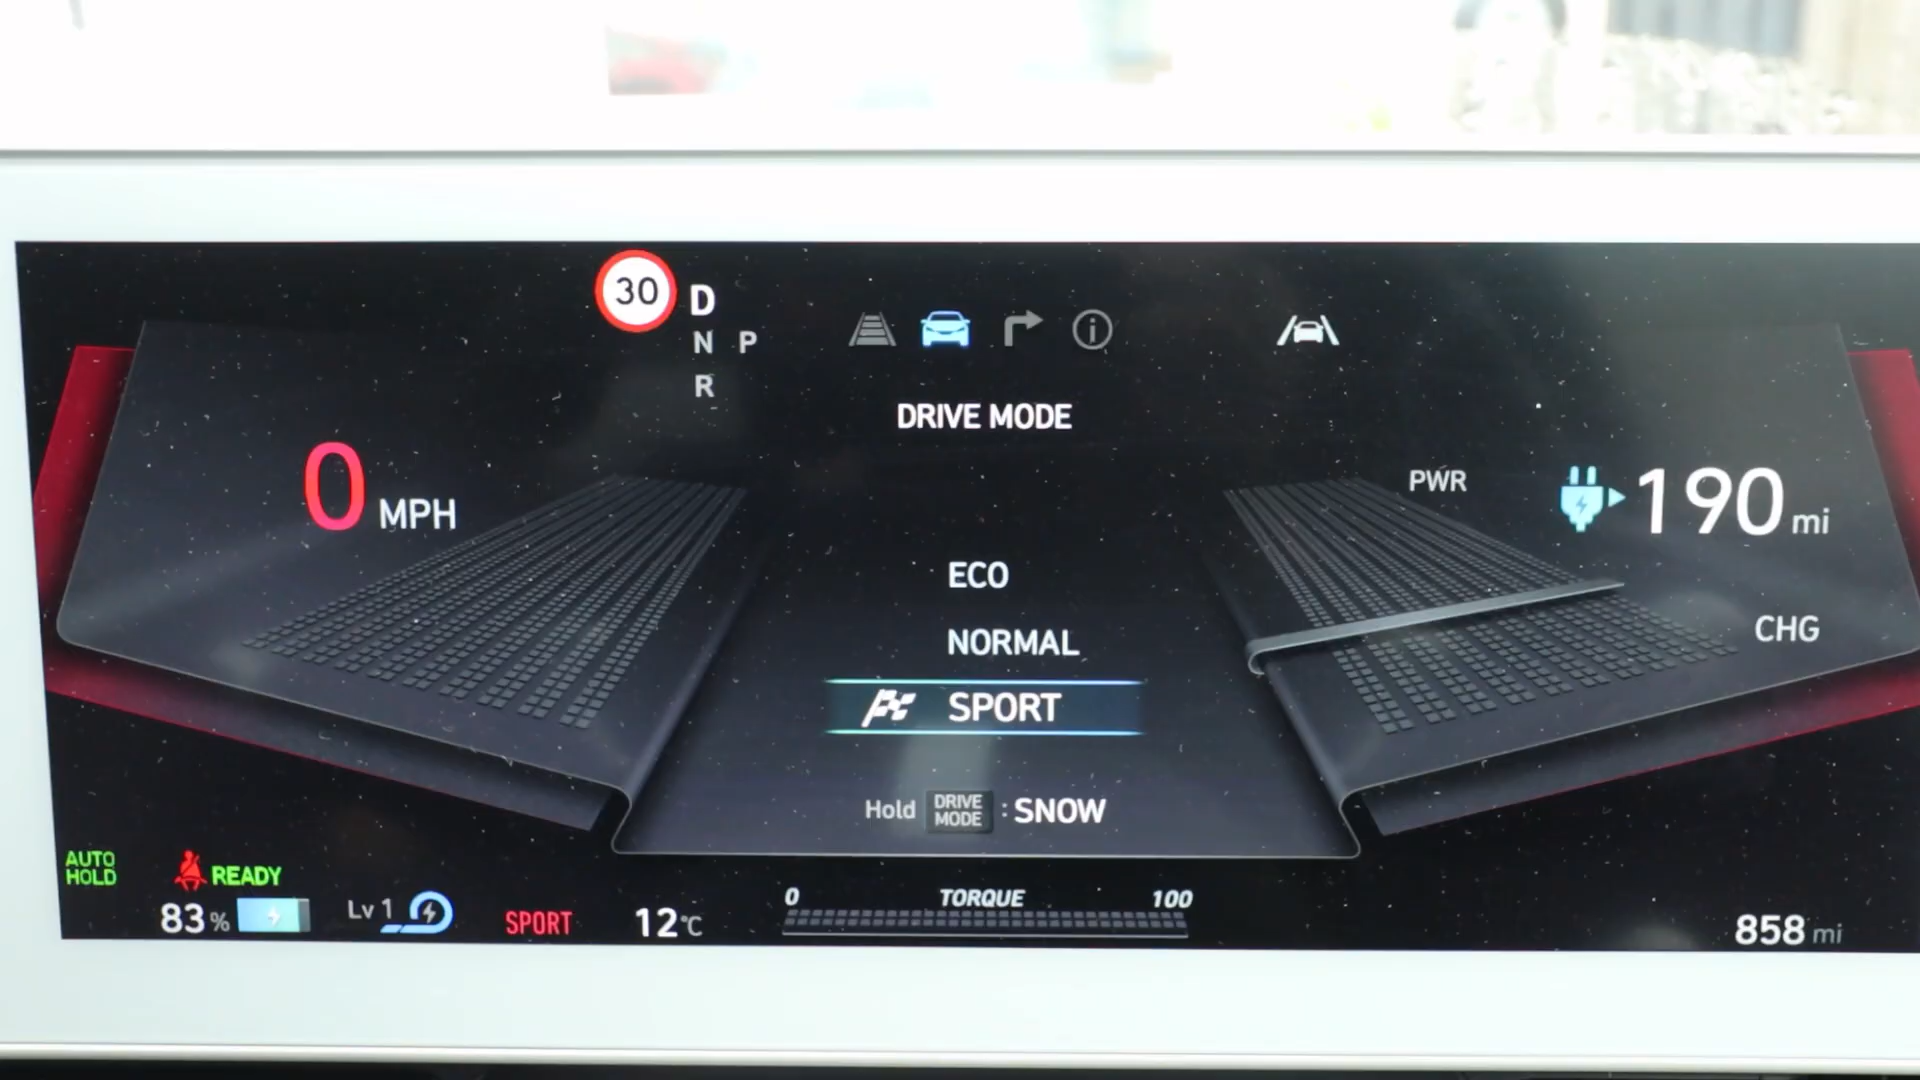 30
D
N P
R
DRIVE MODE
0 MPH
PWR
190 mi
ECO
CHG
NORMAL
SPORT
Hold DRIVE MODE : SNOW
AUTO HOLD
READY
83 %
Lv 1
SPORT
12 °C
0 TORQUE 100
858 mi